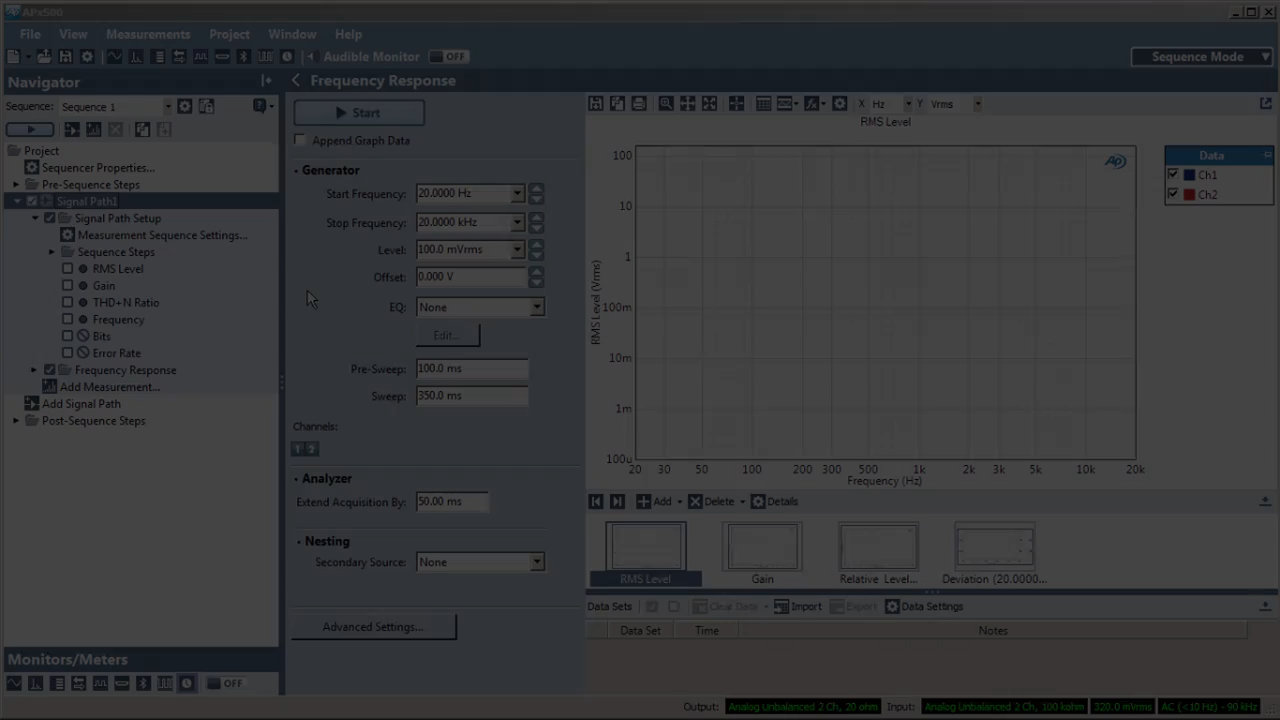 APx500
File View Measurements Project Window Help
Audible Monitor OFF
Sequence Mode
Navigator
Frequency Response
Sequence: Sequence 1
Start
X Hz Y Vrms
RMS Level
Append Graph Data
Project
Sequencer Properties...
Pre-Sequence Steps
Signal Path1
Signal Path Setup
Measurement Sequence Settings...
Sequence Steps
RMS Level
Gain
THD+N Ratio
Frequency
Bits
Error Rate
Frequency Response
Add Measurement...
Add Signal Path
Post-Sequence Steps
Generator
Start Frequency: 20.0000 Hz
Stop Frequency: 20.0000 kHz
Level: 100.0 mVrms
Offset: 0.000 V
EQ: None
Edit...
Pre-Sweep: 100.0 ms
Sweep: 350.0 ms
Channels:
1 2
Analyzer
Extend Acquisition By: 50.00 ms
Nesting
Secondary Source: None
Advanced Settings...
RMS Level (Vrms)
100
10
1
100m
10m
1m
100u
20 30 50 100 200 300 500 1k 2k 3k 5k 10k 20k
Frequency (Hz)
AP
Data
Ch1
Ch2
Add Delete Details
RMS Level Gain Relative Level... Deviation (20.0000...
Data Sets Clear Data Import Export Data Settings
Data Set Time Notes
Monitors/Meters
OFF
Output: Analog Unbalanced 2 Ch, 20 ohm Input: Analog Unbalanced 2 Ch, 100 kohm 320.0 mVrms AC (<10 Hz) - 90 kHz